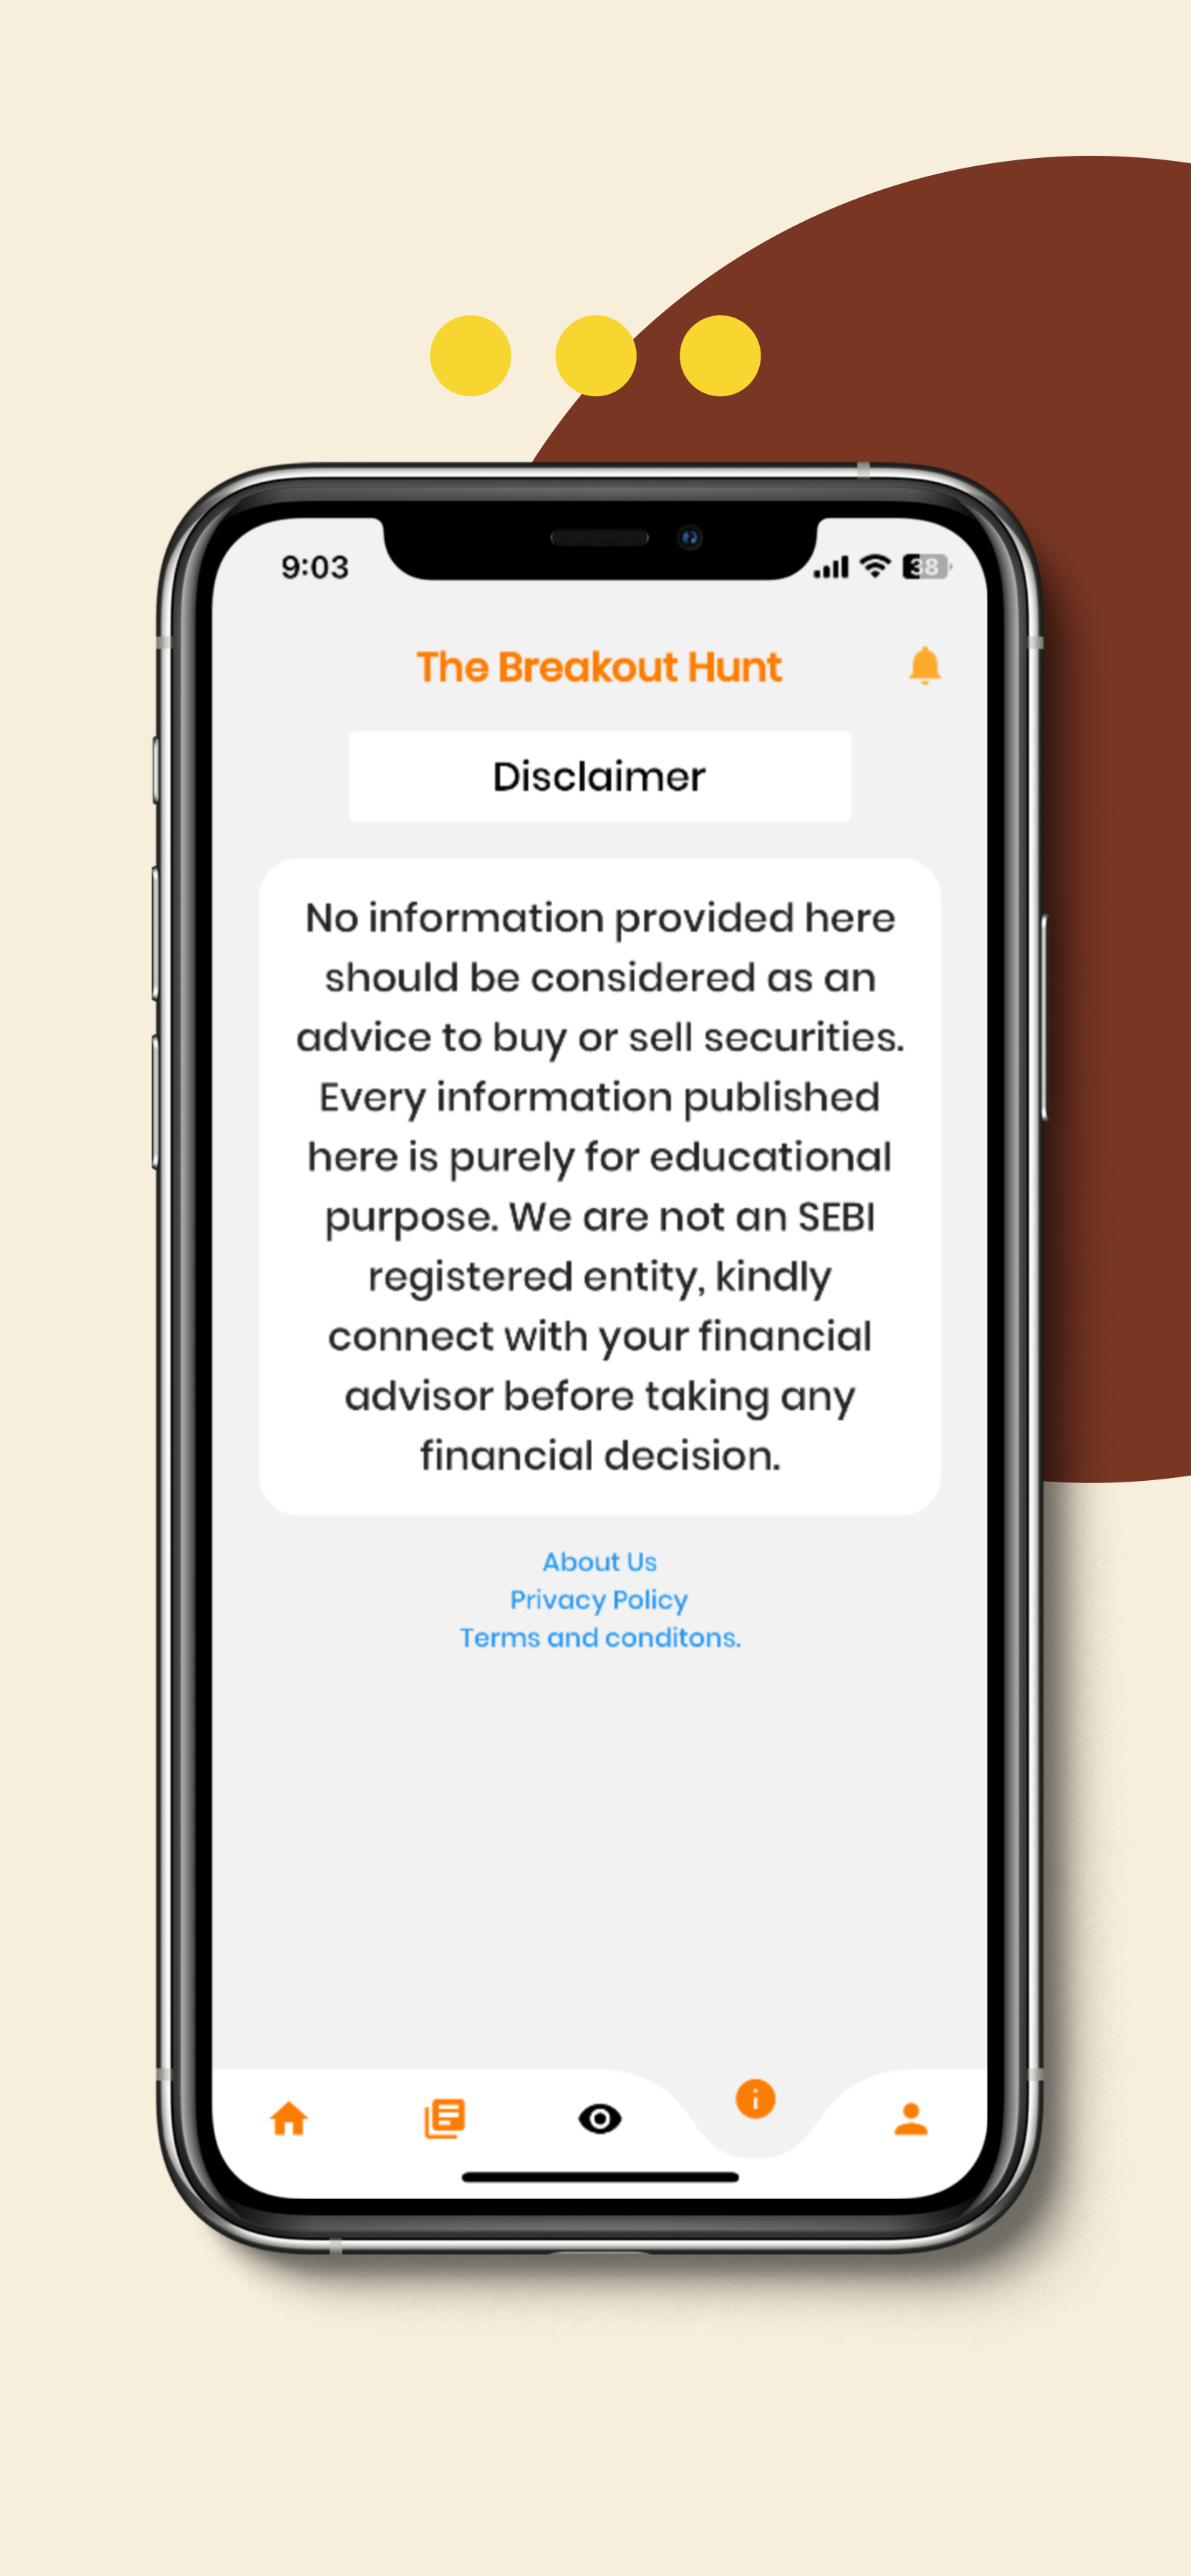 9:03
38
The Breakout Hunt
Disclaimer
No information provided here
should be considered as an
advice to buy or sell securities.
Every information published
here is purely for educational
purpose. We are not an SEBI
registered entity, kindly
connect with your financial
advisor before taking any
financial decision.
About Us
Privacy Policy
Terms and conditons.